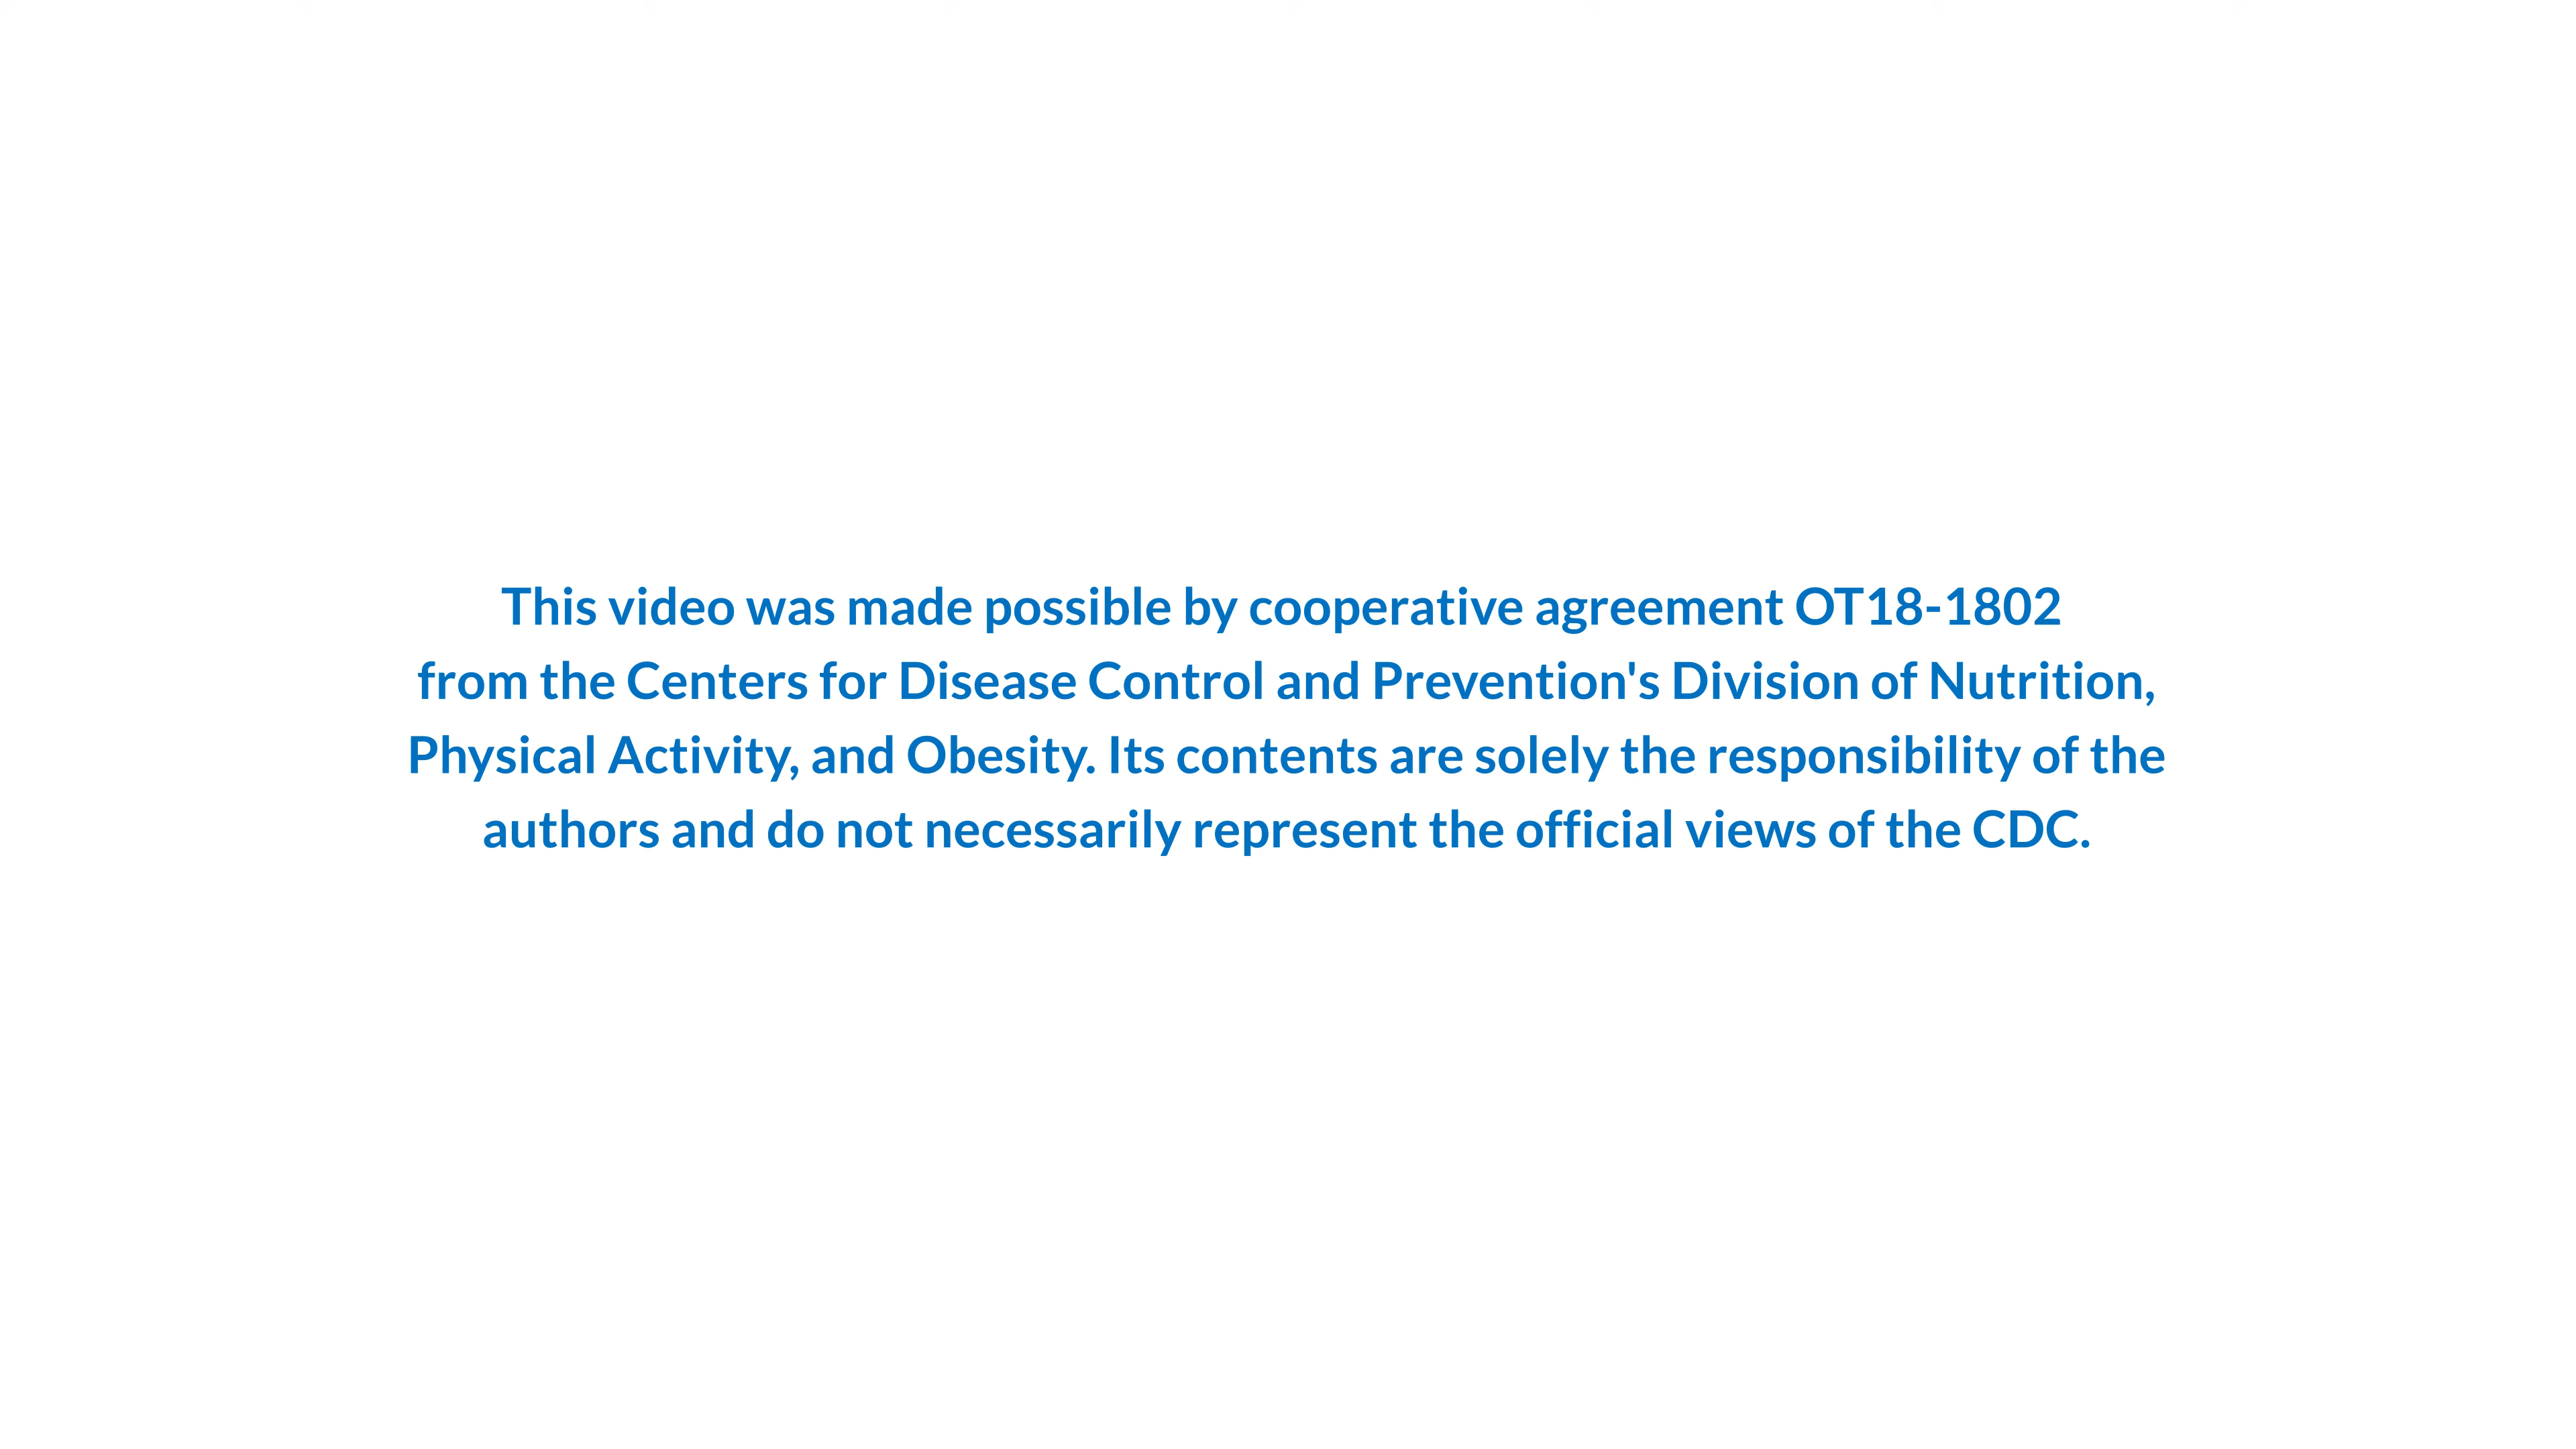 This video was made possible by cooperative agreement OT18-1802
from the Centers for Disease Control and Prevention's Division of Nutrition,
Physical Activity, and Obesity. Its contents are solely the responsibility of the
authors and do not necessarily represent the official views of the CDC.